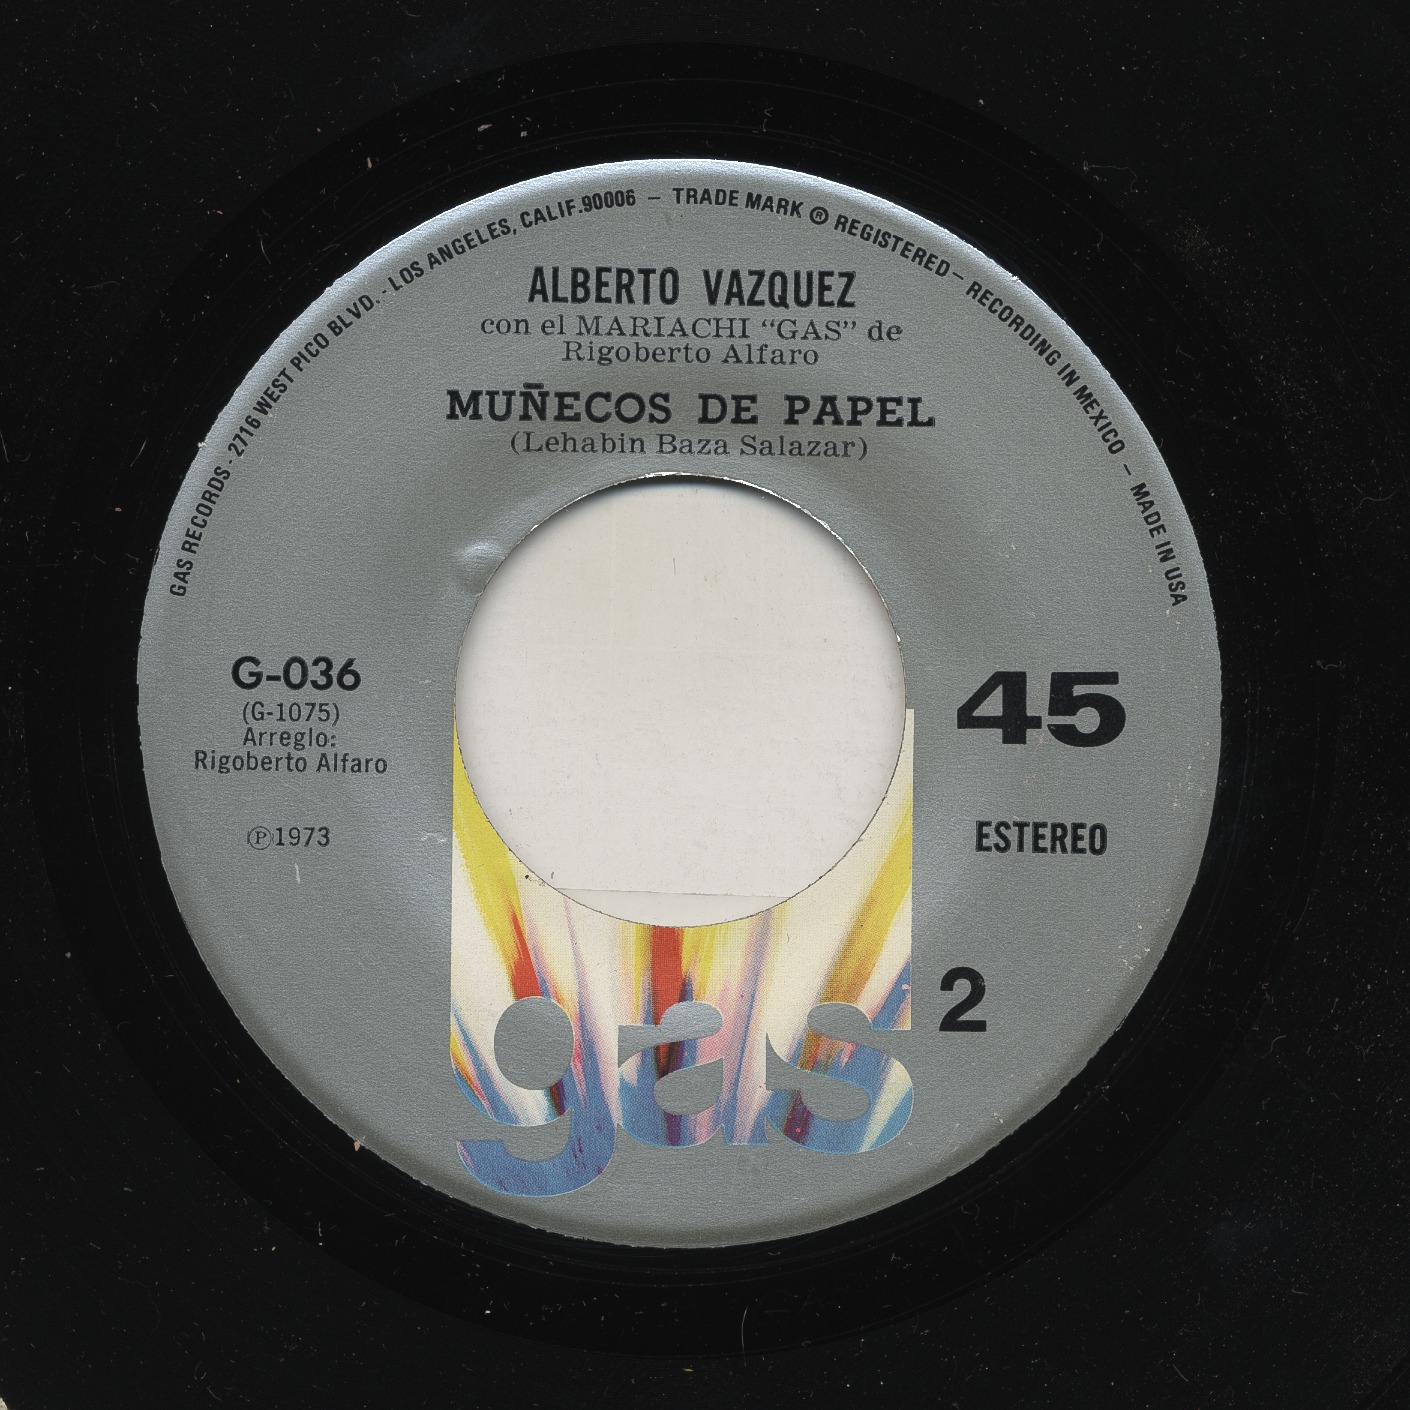 GAS RECORDS - 2716 WEST PICO BLVD. - LOS ANGELES, CALIF. 90006 – TRADE MARK ® REGISTERED – RECORDING IN MEXICO – MADE IN USA
ALBERTO VAZQUEZ
con el MARIACHI “GAS” de
Rigoberto Alfaro
MUÑECOS DE PAPEL
(Lehabin Baza Salazar)
G-036
(G-1075)
Arreglo:
Rigoberto Alfaro
℗1973
45
ESTEREO
2
gas